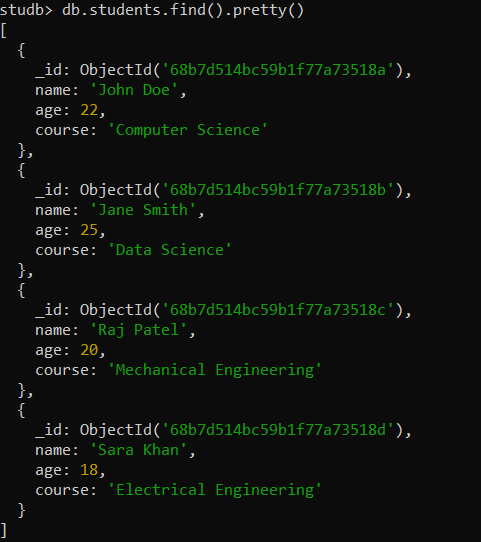 studb> db.students.find().pretty()
[
  {
    _id: ObjectId('68b7d514bc59b1f77a73518a'),
    name: 'John Doe',
    age: 22,
    course: 'Computer Science'
  },
  {
    _id: ObjectId('68b7d514bc59b1f77a73518b'),
    name: 'Jane Smith',
    age: 25,
    course: 'Data Science'
  },
  {
    _id: ObjectId('68b7d514bc59b1f77a73518c'),
    name: 'Raj Patel',
    age: 20,
    course: 'Mechanical Engineering'
  },
  {
    _id: ObjectId('68b7d514bc59b1f77a73518d'),
    name: 'Sara Khan',
    age: 18,
    course: 'Electrical Engineering'
  }
]